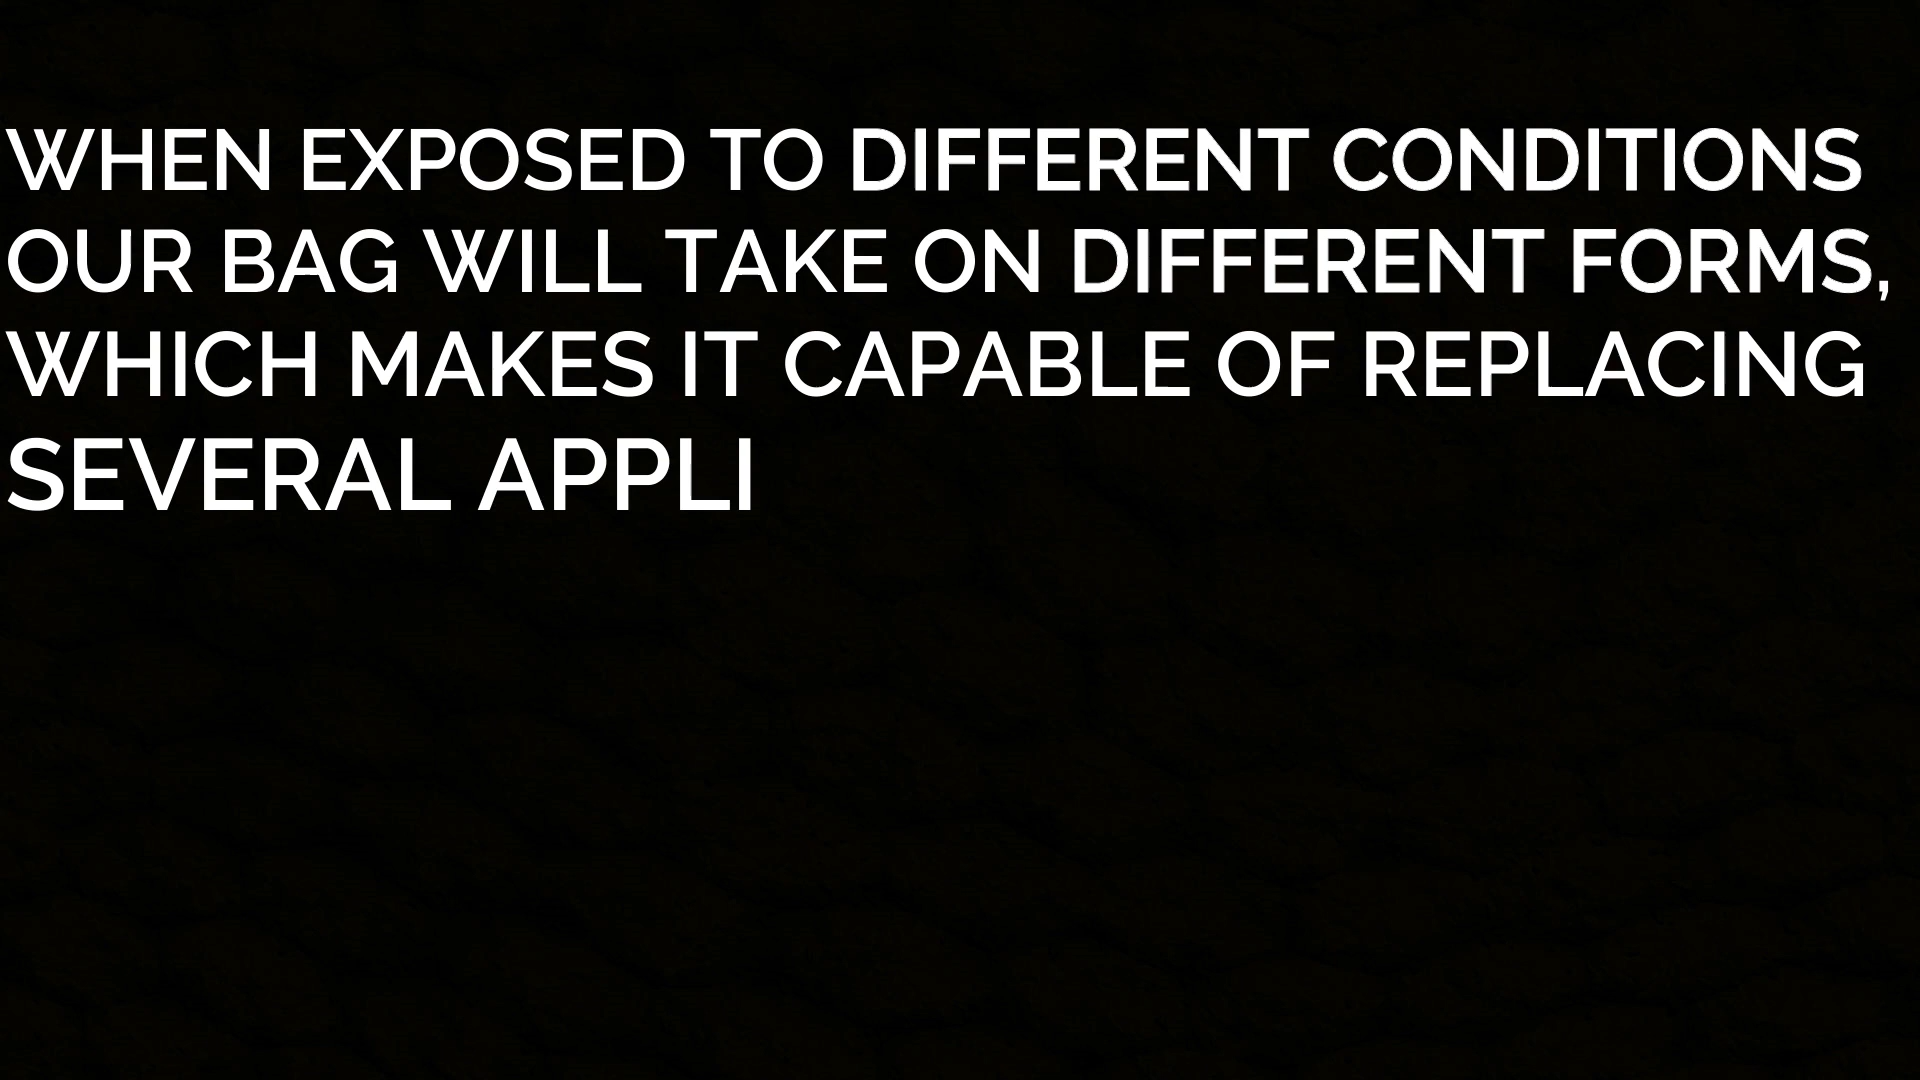 WHEN EXPOSED TO DIFFERENT CONDITIONS
OUR BAG WILL TAKE ON DIFFERENT FORMS,
WHICH MAKES IT CAPABLE OF REPLACING
SEVERAL APPLI